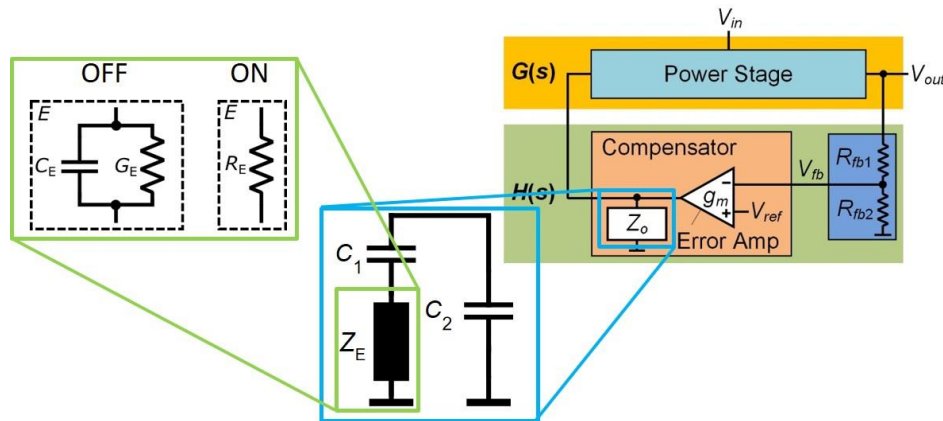 OFF
ON
E
C_E
G_E
E
R_E
C_1
Z_E
C_2
V_in
G(s)
Power Stage
V_out
Compensator
V_fb
R_fb1
H(s)
g_m
−
+
V_ref
R_fb2
Z_o
Error Amp